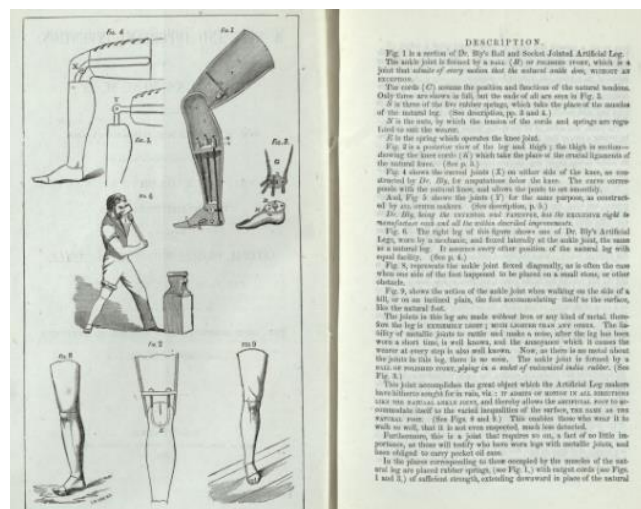 FIG. 4
FIG. 1
X
Y
FIG. 5.
FIG. 3
G
FIG. 6
FIG. 8
FIG. 2
FIG 9
DESCRIPTION.
Fig. 1 is a section of Dr. Bly's Ball and Socket Jointed Artificial Leg.
The ankle joint is formed by a BALL (B) OF POLISHED IVORY, which is a
joint that admits of every motion that the natural ankle does, WITHOUT AN
EXCEPTION.
The cords (C) assume the position and functions of the natural tendons.
Only three are shown in full, but the ends of all are seen in Fig. 3.
S is three of the five rubber springs, which take the place of the muscles
of the natural leg. (See description, pp. 3 and 4.)
N is the nuts, by which the tension of the cords and springs are regu-
lated to suit the wearer.
E is the spring which operates the knee joint.
Fig. 2 is a posterior view of the leg and thigh; the thigh in section—
showing the knee cords (K) which take the place of the crucial ligaments of
the natural knee. (See p. 5.)
Fig. 4 shows the curved joints (X) on either side of the knee, as con-
structed by Dr. Bly, for amputations below the knee. The curve corres-
ponds with the natural knee, and allows the pants to set smoothly.
And, Fig 5 shows the joints (Y) for the same purpose, as construct-
ed by ALL OTHER MAKERS (See description, p. 5.)
Dr. Bly, being the INVENTOR and PATENTEE, has the EXCLUSIVE right to
manufacture each and all the within described improvements.
Fig. 6. The right leg of this figure shows one of Dr. Bly's Artificial
Legs, worn by a mechanic, and flexed laterally at the ankle joint, the same
as a natural leg. It assumes every other position of the natural leg with
equal facility. (See p. 4.)
Fig. 8, represents the ankle joint flexed diagonally, as is often the case
when one side of the foot happened to be placed on a small stone, or other
obstacle.
Fig. 9, shows the action of the ankle joint when walking on the side of a
hill, or on an inclined plain, the foot accommodating itself to the surface,
like the natural foot.
The joints in this leg are made without brass or any kind of metal, there-
fore the leg is EXTREMELY LIGHT; MUCH LIGHTER THAN ANY OTHER. The lia-
bility of metallic joints to rattle and make a noise, after the leg has been
worn a short time, is well known, and the annoyance which it causes the
wearer at every step is also well known. Now, as there is no metal about
the joints in this leg, there is no noise. The ankle joint is formed by a
BALL OF POLISHED IVORY, plying in a socket of vulcanized india rubber. (See
Fig. 3.)
This joint accomplishes the great object which the Artificial Leg makers
have hitherto sought for in vain, viz: IT ADMITS OF MOTION IN ALL DIRECTIONS
LIKE THE NATURAL ANKLE JOINT, and thereby allows the ARTIFICIAL FOOT to ac-
commodate itself to the varied inequalities of the surface, THE SAME AS THE
NATURAL FOOT. (See Figs. 8 and 9.) This enables those who wear it to
walk so well, that it is not even suspected, much less detected.
Furthermore, this is a joint that requires no oil, a fact of no little im-
portance, as those will testify who have worn legs with metallic joints, and
been obliged to carry pocket oil cans.
In the places corresponding to those occupied by the muscles of the nat-
ural leg are placed rubber springs, (see Fig. 1,) with catgut cords (see Figs.
1 and 3,) of sufficient strength, extending downward in place of the natural